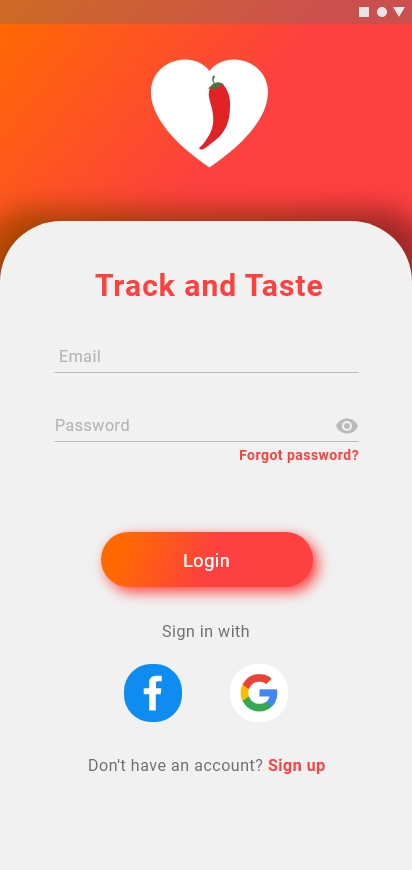 Track and Taste
Email
Password
Forgot password?
Login
Sign in with
Don't have an account? Sign up